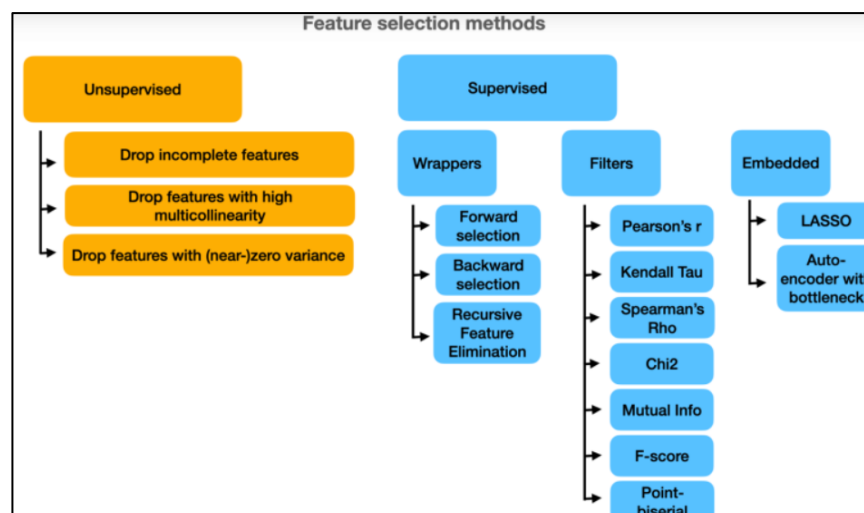 Feature selection methods
Unsupervised
Drop incomplete features
Drop features with high
multicollinearity
Drop features with (near-)zero variance
Supervised
Wrappers
Forward
selection
Backward
selection
Recursive
Feature
Elimination
Filters
Pearson's r
Kendall Tau
Spearman's
Rho
Chi2
Mutual Info
F-score
Point-
biserial
Embedded
LASSO
Auto-
encoder with
bottleneck